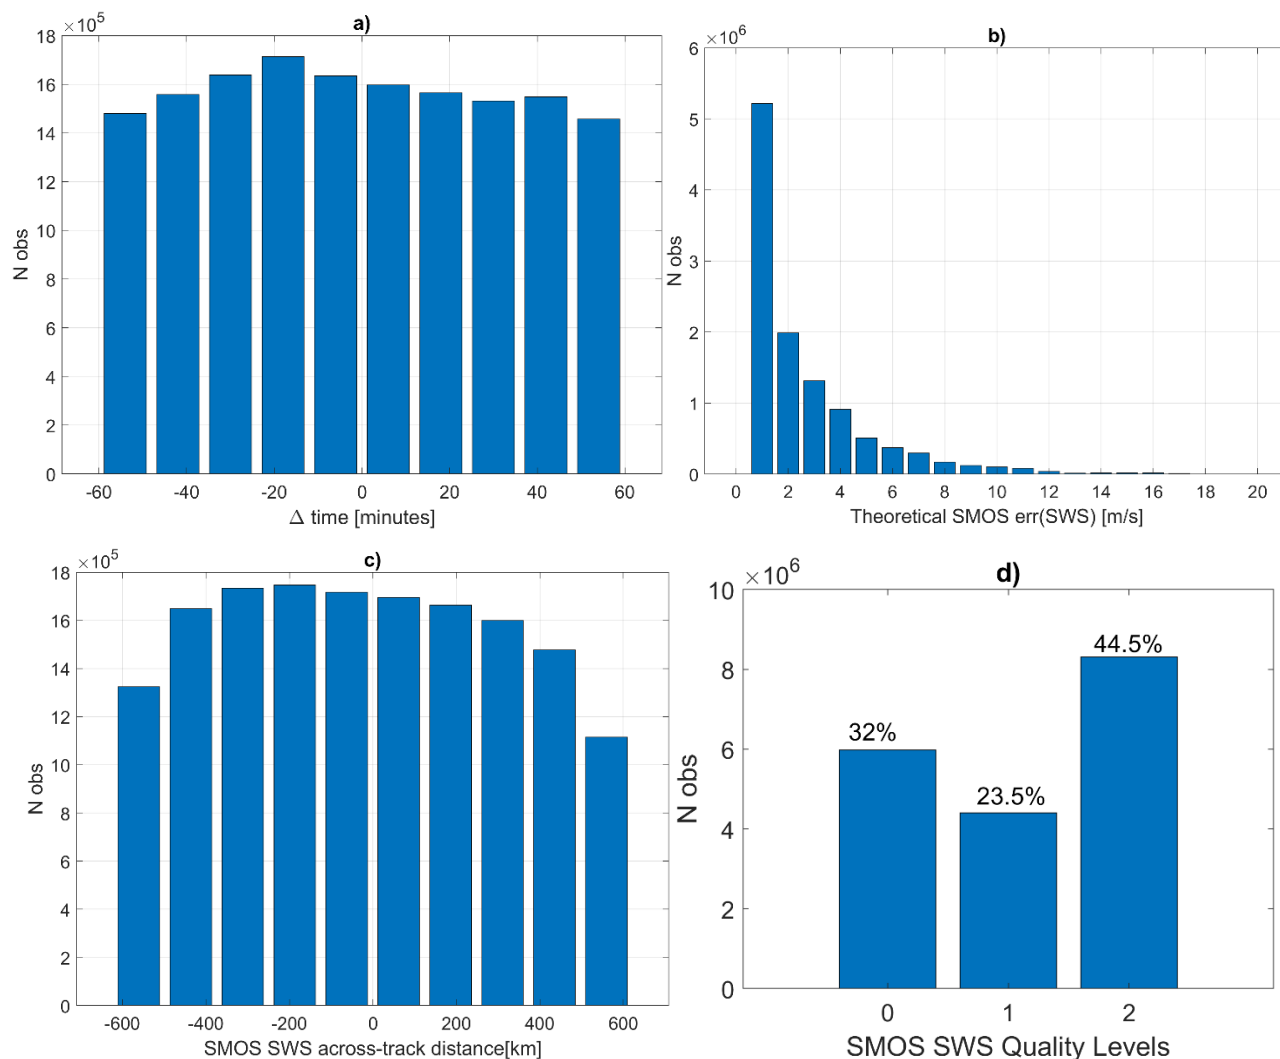 a)
×10^5
18
16
14
12
10
8
6
4
2
0
N obs
-60 -40 -20 0 20 40 60
Δ time [minutes]
b)
×10^6
6
5
4
3
2
1
0
N obs
0 2 4 6 8 10 12 14 16 18 20
Theoretical SMOS err(SWS) [m/s]
c)
×10^5
18
16
14
12
10
8
6
4
2
0
N obs
-600 -400 -200 0 200 400 600
SMOS SWS across-track distance[km]
d)
×10^6
0 1 2
10
8
6
4
2
0
N obs
32%
23.5%
44.5%
0 1 2
SMOS SWS Quality Levels